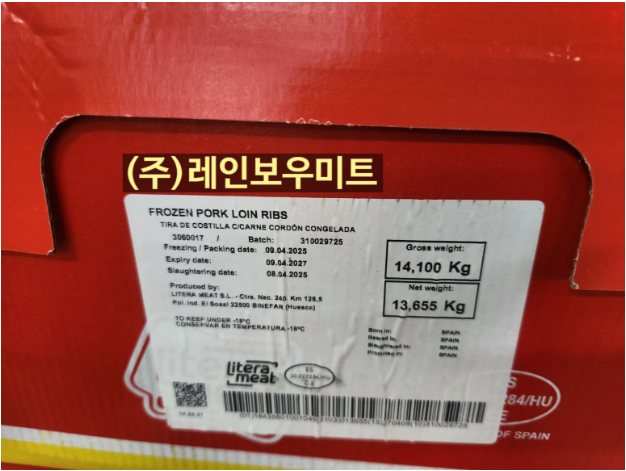 (주)레인보우미트
FROZEN PORK LOIN RIBS
TIRA DE COSTILLA C/CARNE CORDÓN CONGELADA
3060017 / Batch: 310029725
Freezing / Packing date: 09.04.2025
Expiry date: 09.04.2027
Slaughtering date: 08.04.2025
Gross weight:
14,100 Kg
Net weight:
13,655 Kg
Produced by:
LITERA MEAT S.L. - Ctra. Nac. 240. Km 128,5
Pol. Ind. El Sosal 22500 BINEFAR (Huesca)
TO KEEP UNDER -18ºC
CONSERVAR EN TEMPERATURA -18ºC
Born in: SPAIN
Reared in: SPAIN
Slaughtered in: SPAIN
Produced in: SPAIN
litera
meat
ES
C.E
284/HU
OF SPAIN